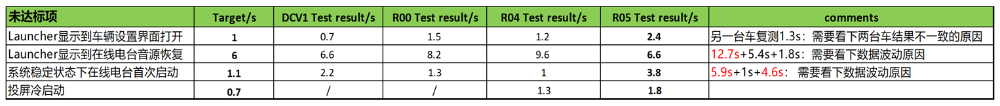 未达标项 Target/s DCV1 Test result/s R00 Test result/s R04 Test result/s R05 Test result/s comments
Launcher显示到车辆设置界面打开 1 0.7 1.5 1.2 2.4 另一台车复测1.3s：需要看下两台车结果不一致的原因
Launcher显示到在线电台音源恢复 6 6.6 8.2 9.6 6.6 12.7s+5.4s+1.8s：需要看下数据波动原因
系统稳定状态下在线电台首次启动 1.1 2.2 1.3 1 3.8 5.9s+1s+4.6s： 需要看下数据波动原因
投屏冷启动 0.7 / / 1.3 1.8